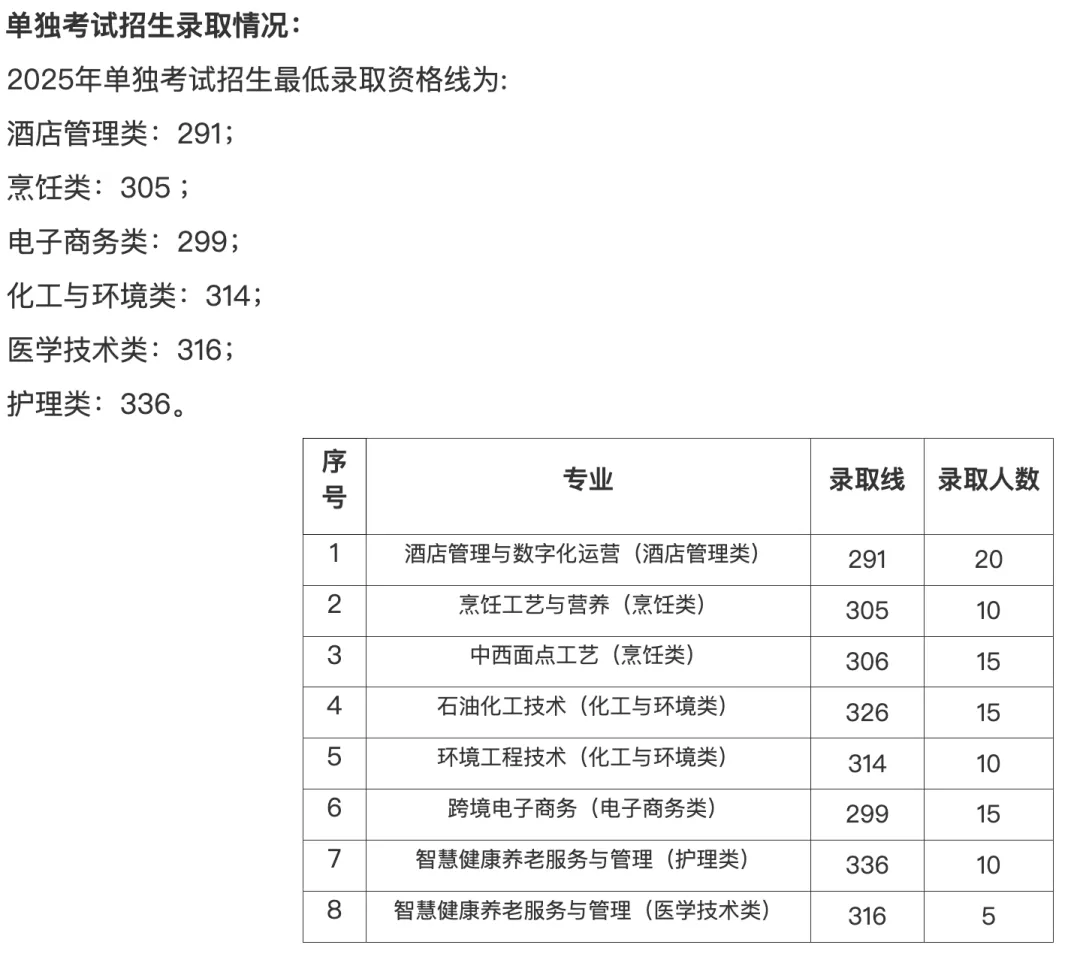 单独考试招生录取情况：
2025年单独考试招生最低录取资格线为:
酒店管理类：291；
烹饪类：305；
电子商务类：299；
化工与环境类：314；
医学技术类：316；
护理类：336。
序号 专业 录取线 录取人数
1 酒店管理与数字化运营（酒店管理类） 291 20
2 烹饪工艺与营养（烹饪类） 305 10
3 中西面点工艺（烹饪类） 306 15
4 石油化工技术（化工与环境类） 326 15
5 环境工程技术（化工与环境类） 314 10
6 跨境电子商务（电子商务类） 299 15
7 智慧健康养老服务与管理（护理类） 336 10
8 智慧健康养老服务与管理（医学技术类） 316 5